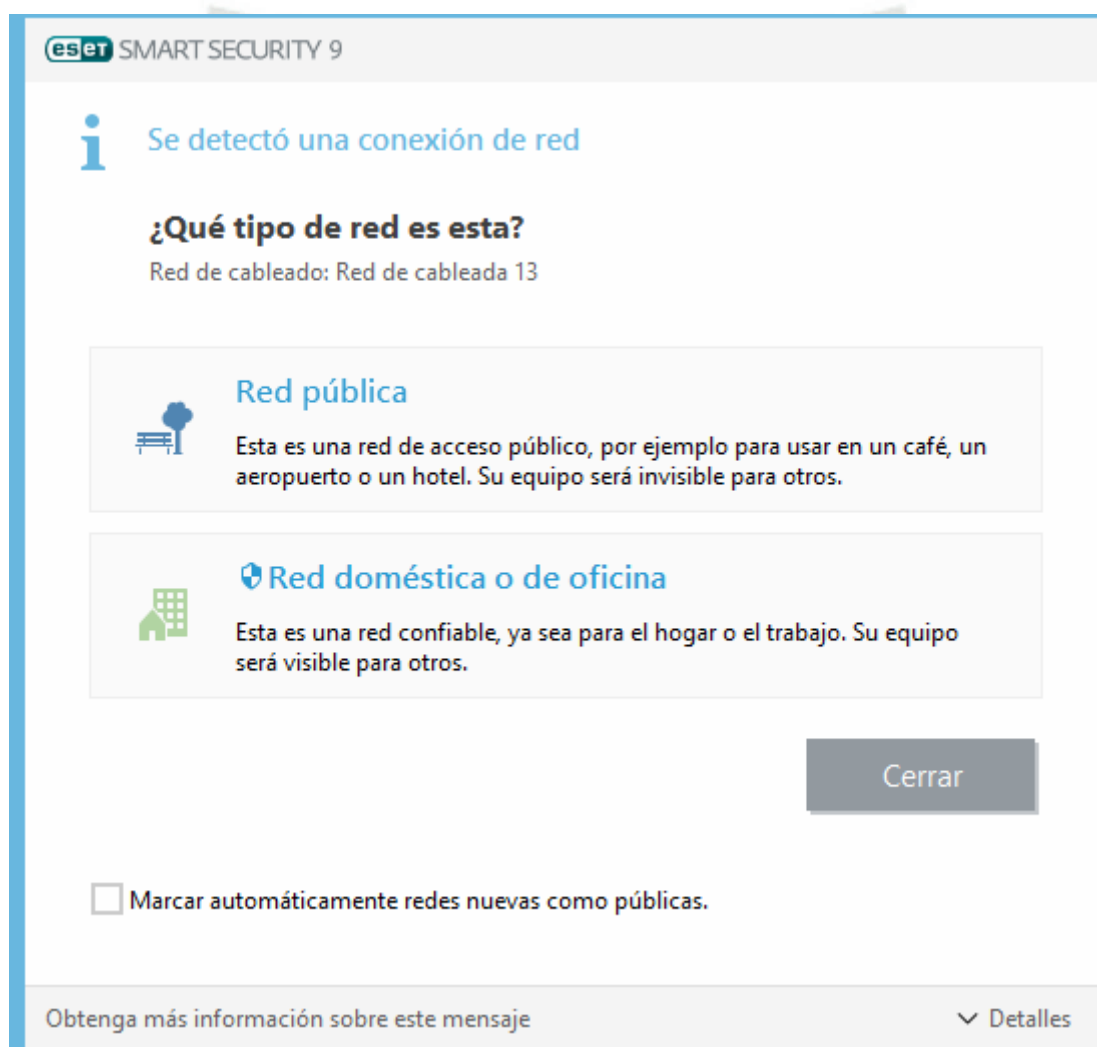 eset SMART SECURITY 9
Se detectó una conexión de red
¿Qué tipo de red es esta?
Red de cableado: Red de cableada 13
Red pública
Esta es una red de acceso público, por ejemplo para usar en un café, un
aeropuerto o un hotel. Su equipo será invisible para otros.
Red doméstica o de oficina
Esta es una red confiable, ya sea para el hogar o el trabajo. Su equipo
será visible para otros.
Cerrar
Marcar automáticamente redes nuevas como públicas.
Obtenga más información sobre este mensaje
Detalles